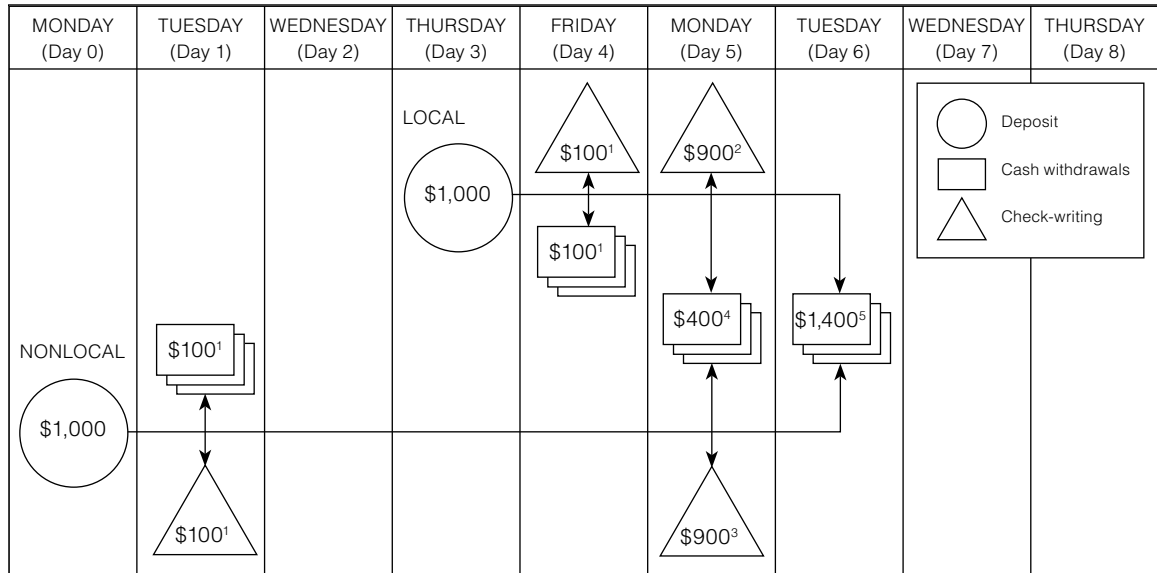 MONDAY
(Day 0)
TUESDAY
(Day 1)
WEDNESDAY
(Day 2)
THURSDAY
(Day 3)
FRIDAY
(Day 4)
MONDAY
(Day 5)
TUESDAY
(Day 6)
WEDNESDAY
(Day 7)
THURSDAY
(Day 8)
LOCAL
$1,000
$100¹
$900²
$100¹
Deposit
Cash withdrawals
Check-writing
$400⁴
$1,400⁵
NONLOCAL
$100¹
$1,000
$100¹
$900³